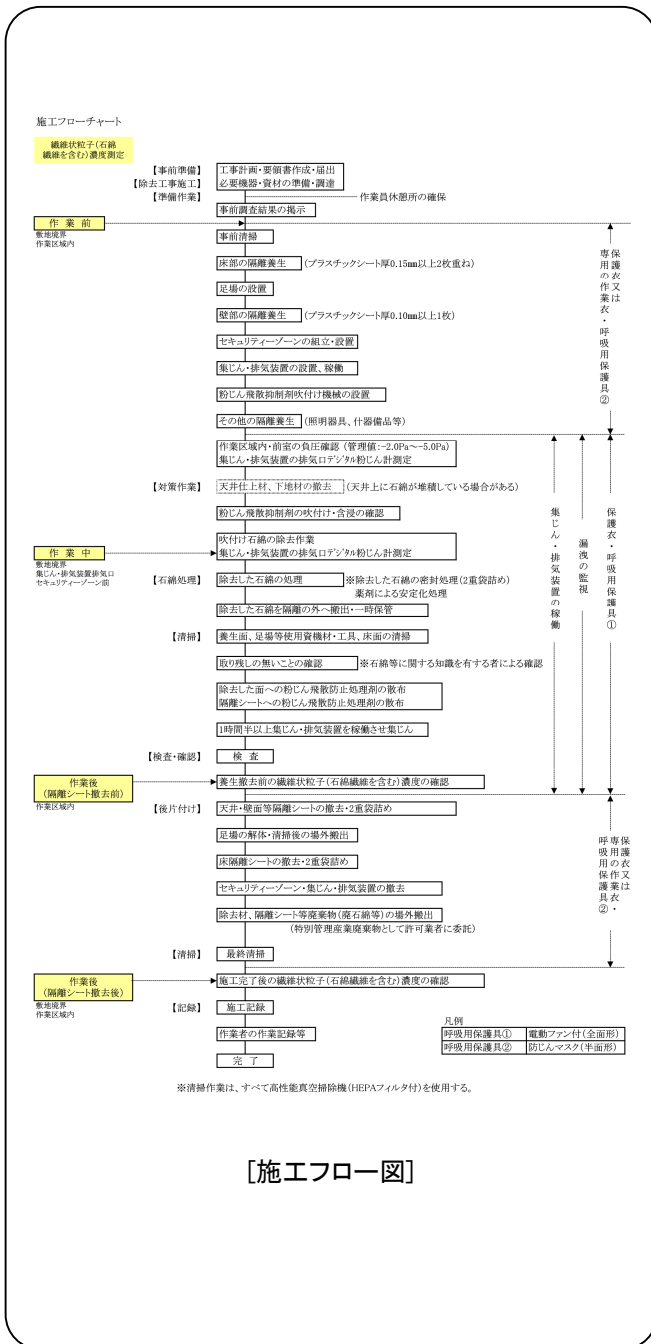 施工フローチャート
繊維状粒子(石綿
繊維を含む)濃度測定
【事前準備】
工事計画・要領書作成・届出
【除去工事施工】
必要機器・資材の準備・調達
【準備作業】
作業員休憩所の確保
事前調査結果の掲示
作 業 前
敷地境界
作業区域内
事前清掃
床部の隔離養生 (プラスチックシート厚0.15mm以上2枚重ね)
足場の設置
壁部の隔離養生 (プラスチックシート厚0.10mm以上1枚)
セキュリティーゾーンの組立・設置
集じん・排気装置の設置、稼働
粉じん飛散抑制剤吹付け機械の設置
その他の隔離養生 (照明器具、什器備品等)
保護衣又は
専用の作業衣・呼吸用保護具②
作業区域内・前室の負圧確認 (管理値:-2.0Pa~-5.0Pa)
集じん・排気装置の排気口デジタル粉じん計測定
【対策作業】
天井仕上材、下地材の撤去 (天井上に石綿が堆積している場合がある)
粉じん飛散抑制剤の吹付け・含浸の確認
作 業 中
敷地境界
集じん・排気装置排気口
セキュリティーゾーン前
吹付け石綿の除去作業
集じん・排気装置の排気口デジタル粉じん計測定
【石綿処理】
除去した石綿の処理 ※除去した石綿の密封処理(2重袋詰め)
薬剤による安定化処理
除去した石綿を隔離の外へ搬出・一時保管
【清掃】
養生面、足場等使用資機材・工具、床面の清掃
取り残しの無いことの確認 ※石綿等に関する知識を有する者による確認
除去した面への粉じん飛散防止処理剤の散布
隔離シートへの粉じん飛散防止処理剤の散布
1時間半以上集じん・排気装置を稼働させ集じん
【検査・確認】
検 査
集じん・排気装置の稼働
漏洩の監視
保護衣・呼吸用保護具①
作業後
(隔離シート撤去前)
作業区域内
養生撤去前の繊維状粒子(石綿繊維を含む)濃度の確認
【後片付け】
天井・壁面等隔離シートの撤去・2重袋詰め
足場の解体・清掃後の場外搬出
床隔離シートの撤去・2重袋詰め
セキュリティーゾーン・集じん・排気装置の撤去
除去材、隔離シート等廃棄物(廃石綿等)の場外搬出
(特別管理産業廃棄物として許可業者に委託)
保護衣又は
専用の作業衣・
呼吸用保護具②
【清掃】
最終清掃
作業後
(隔離シート撤去後)
敷地境界
作業区域内
施工完了後の繊維状粒子(石綿繊維を含む)濃度の確認
【記録】
施工記録
作業者の作業記録等
完 了
凡例
呼吸用保護具① 電動ファン付(全面形)
呼吸用保護具② 防じんマスク(半面形)
※清掃作業は、すべて高性能真空掃除機(HEPAフィルタ付)を使用する。
[施工フロー図]